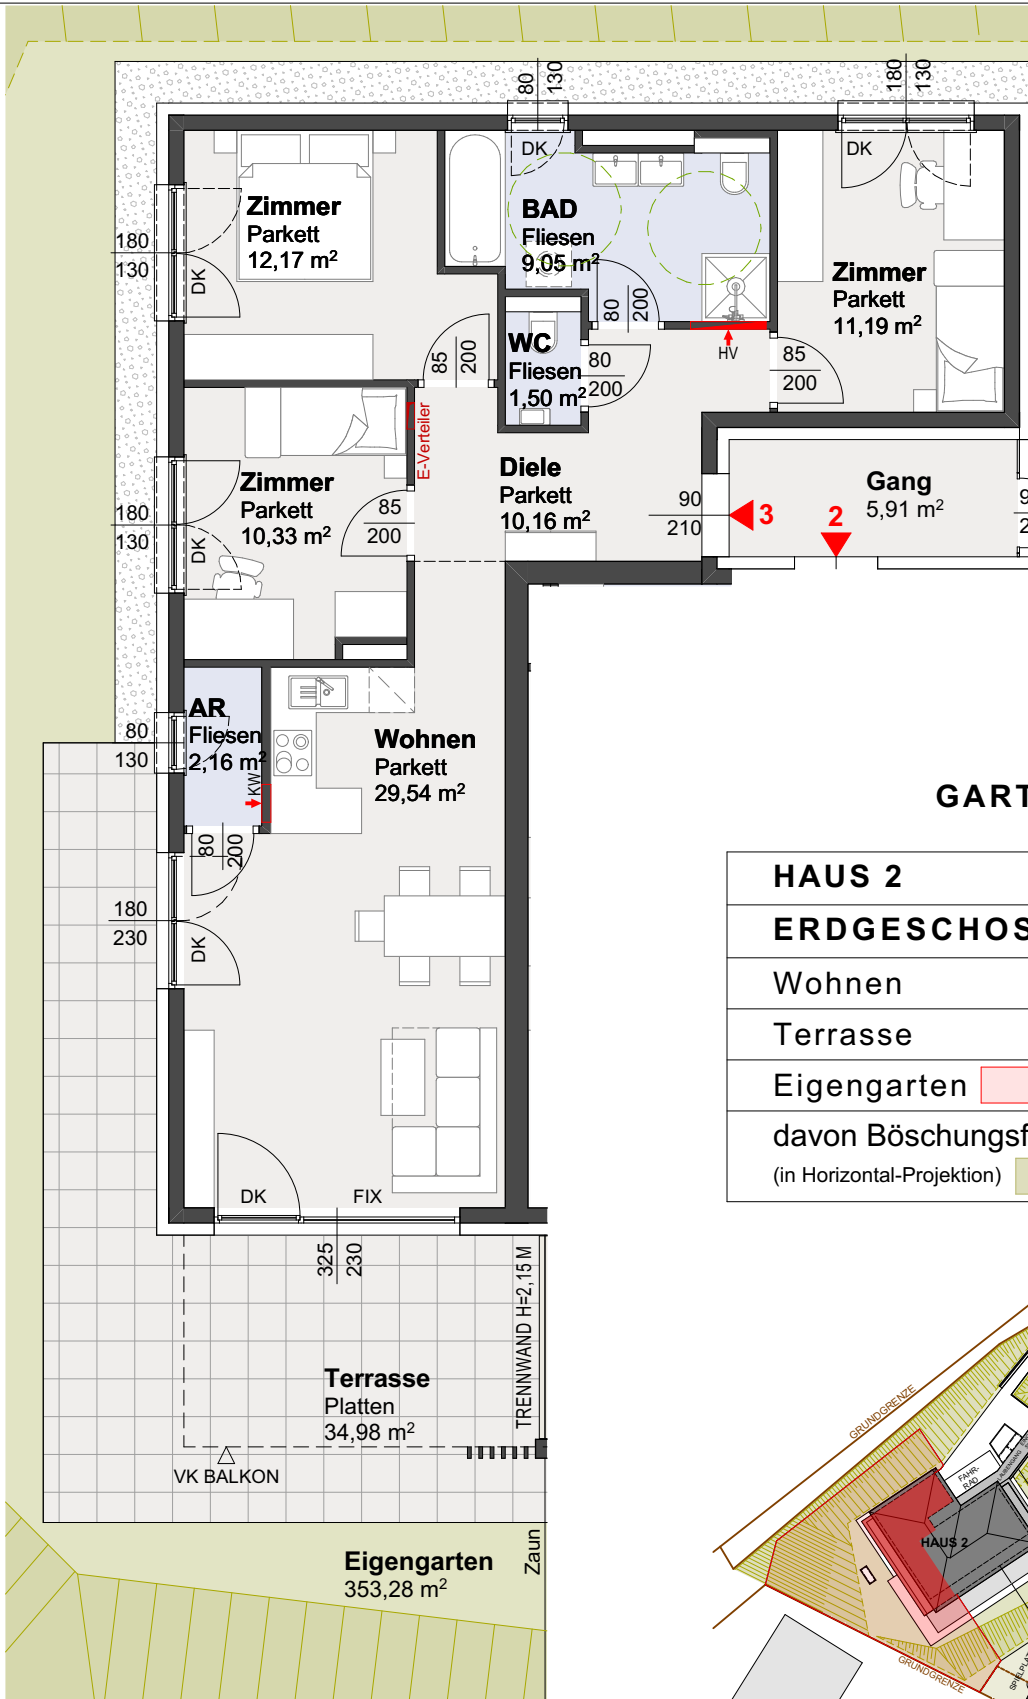 80
130
180
130
DK
DK
Zimmer
Parkett
12,17 m²
180
130
DK
BAD
Fliesen
9,05 m²
Zimmer
Parkett
11,19 m²
80
200
HV
WC
Fliesen
1,50 m²
80
200
85
200
85
200
E-Verteiler
Zimmer
Parkett
10,33 m²
180
130
DK
85
200
Diele
Parkett
10,16 m²
90
210
3
Gang
5,91 m²
2
9
2
AR
Fliesen
2,16 m²
80
130
KW
80
200
Wohnen
Parkett
29,54 m²
180
230
DK
GART
HAUS 2
ERDGESCHOS
Wohnen
Terrasse
Eigengarten
davon Böschungsf
(in Horizontal-Projektion)
DK
FIX
325
230
TRENNWAND H=2,15 M
Terrasse
Platten
34,98 m²
VK BALKON
Zaun
Eigengarten
353,28 m²
GRUNDGRENZE
FAHR-
RAD
HAUS 2
GRUNDGRENZE
SPIELPLAT